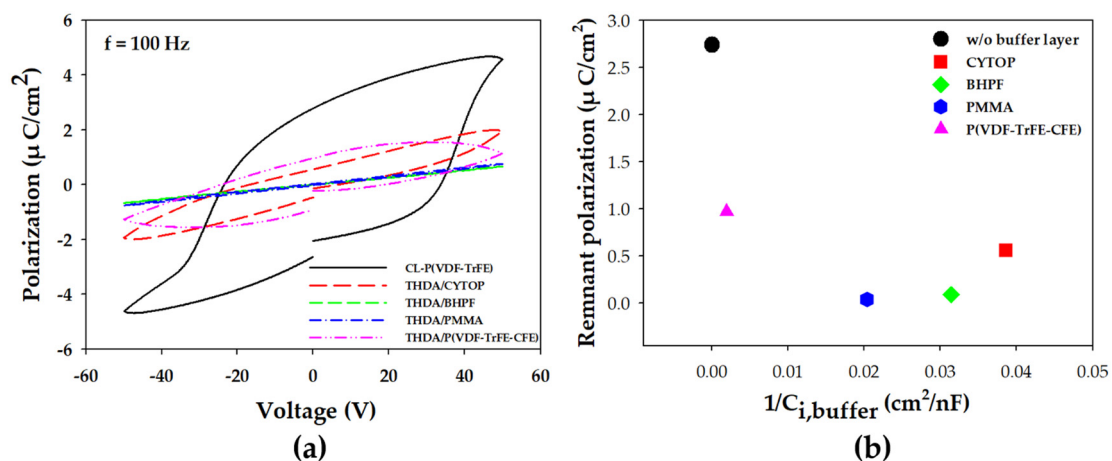 f = 100 Hz
Polarization (µ C/cm²)
6
4
2
0
-2
-4
-6
CL-P(VDF-TrFE)
THDA/CYTOP
THDA/BHPF
THDA/PMMA
THDA/P(VDF-TrFE-CFE)
-60 -40 -20 0 20 40 60
Voltage (V)
(a)
Remnant polarization (µ C/cm²)
3.0
2.5
2.0
1.5
1.0
0.5
0.0
w/o buffer layer
CYTOP
BHPF
PMMA
P(VDF-TrFE-CFE)
0.00 0.01 0.02 0.03 0.04 0.05
1/Ci,buffer (cm²/nF)
(b)